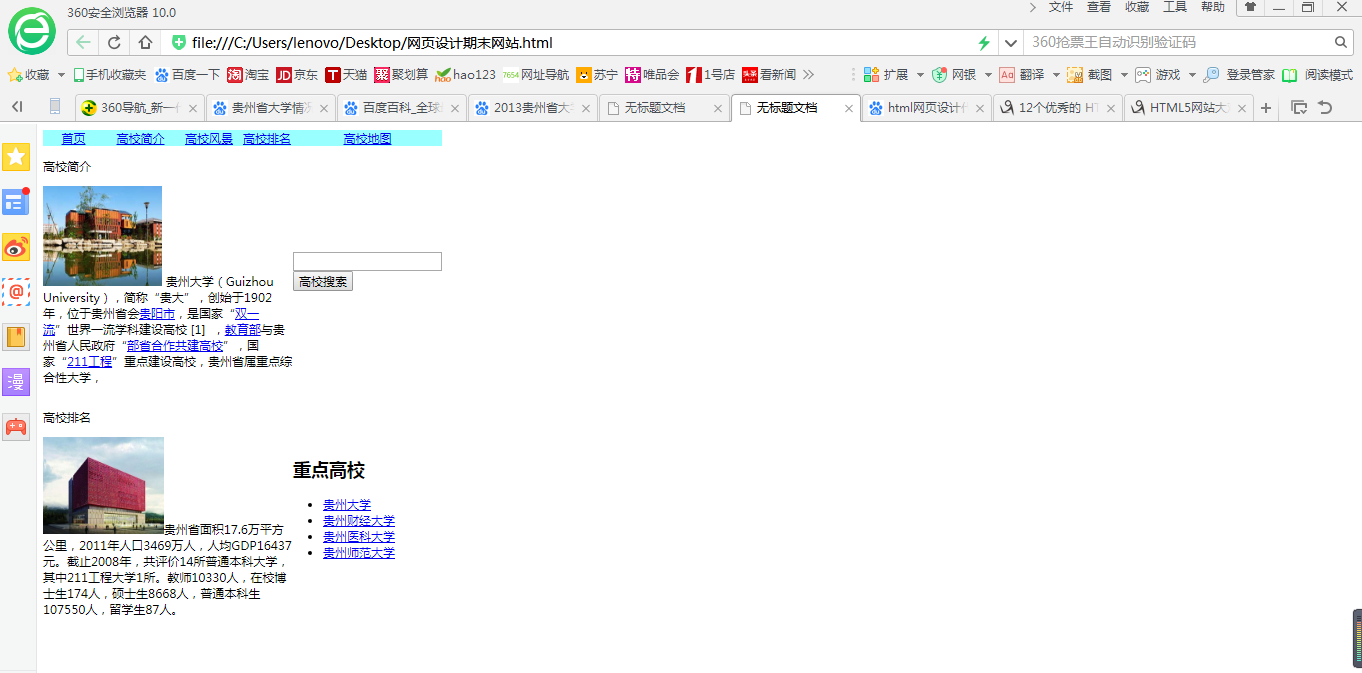 360安全浏览器 10.0
文件 查看 收藏 工具 帮助
file:///C:/Users/lenovo/Desktop/网页设计期末网站.html
360抢票王自动识别验证码
收藏 手机收藏夹 百度一下 淘 淘宝 JD 京东 T 天猫 聚 聚划算 hao hao123 7654 网址导航 苏宁 特 唯品会 1号店 头条 看新闻 扩展 网银 Aa 翻译 截图 游戏 登录管家 阅读模式
360导航_新一 贵州省大学情 百度百科_全球 2013贵州省大 无标题文档 无标题文档 html网页设计 12个优秀的 HT HTML5网站大
首页 高校简介 高校风景 高校排名 高校地图
高校简介
贵州大学（Guizhou
University），简称“贵大”，创始于1902
年，位于贵州省会贵阳市，是国家“双一
流”世界一流学科建设高校 [1] ，教育部与贵
州省人民政府“部省合作共建高校”，国
家“211工程”重点建设高校，贵州省属重点综
合性大学，
高校搜索
高校排名
贵州省面积17.6万平方
公里，2011年人口3469万人，人均GDP16437
元。截止2008年，共评价14所普通本科大学，
其中211工程大学1所。教师10330人，在校博
士生174人，硕士生8668人，普通本科生
107550人，留学生87人。
重点高校
贵州大学
贵州财经大学
贵州医科大学
贵州师范大学
@
漫